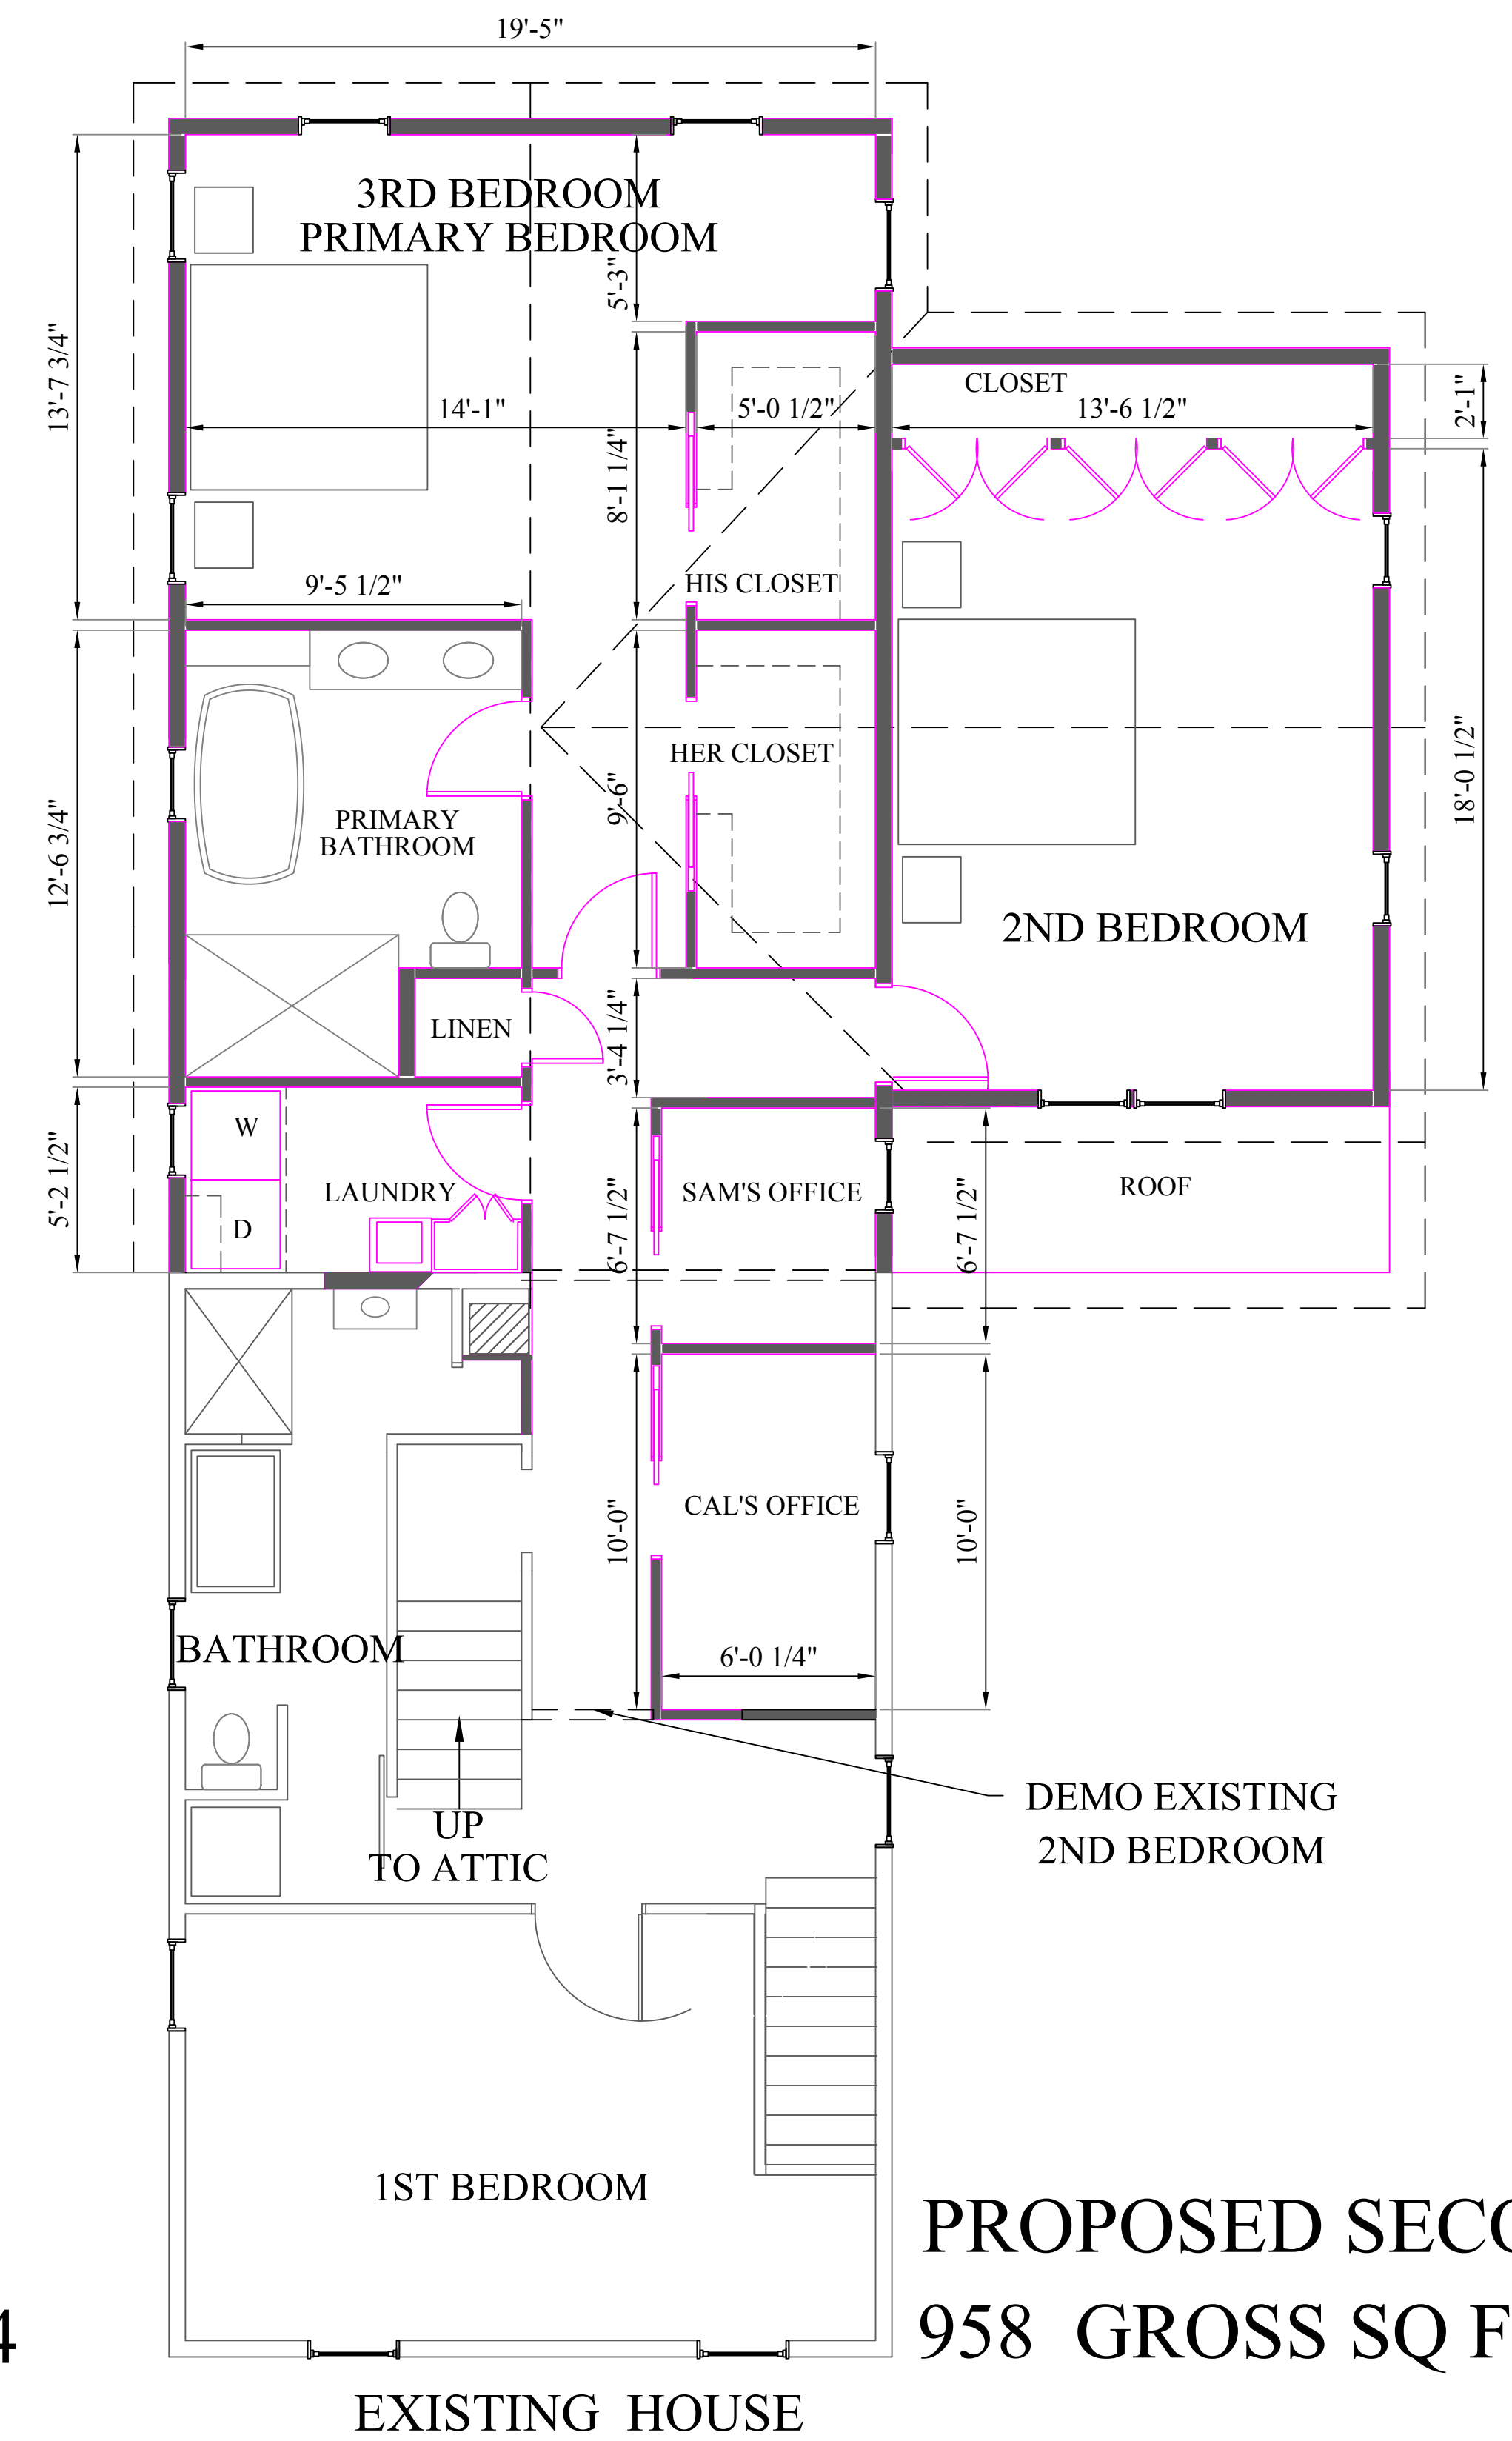 19'-5"
3RD BEDROOM
PRIMARY BEDROOM
5'-3"
13'-7 3/4"
CLOSET
14'-1"
5'-0 1/2"
13'-6 1/2"
2'-1"
8'-1 1/4"
9'-5 1/2"
HIS CLOSET
HER CLOSET
9'-6"
18'-0 1/2"
PRIMARY
BATHROOM
12'-6 3/4"
2ND BEDROOM
LINEN
3'-4 1/4"
W
5'-2 1/2"
LAUNDRY
SAM'S OFFICE
ROOF
D
6'-7 1/2"
6'-7 1/2"
CAL'S OFFICE
10'-0"
10'-0"
BATHROOM
6'-0 1/4"
UP
TO ATTIC
DEMO EXISTING
2ND BEDROOM
1ST BEDROOM
PROPOSED SECO
958 GROSS SQ F
4
EXISTING HOUSE